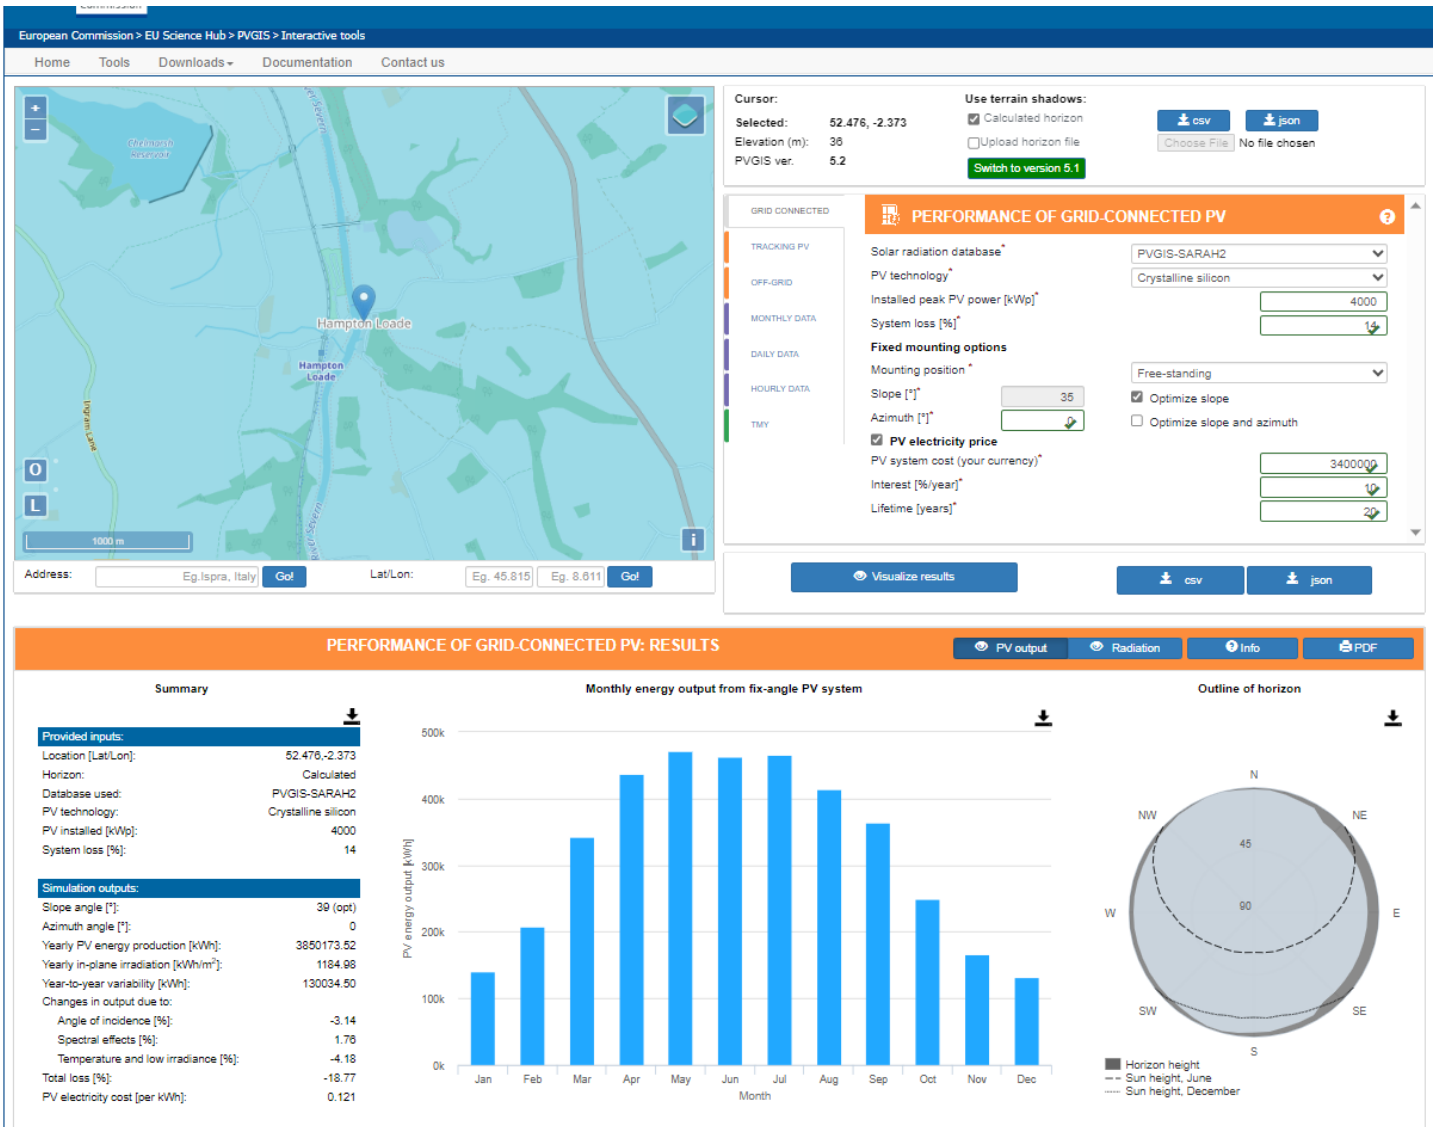 European Commission > EU Science Hub > PVGIS > Interactive tools
Home Tools Downloads Documentation Contact us
+
−
Chelmarsh
Reservoir
River Severn
Hampton Loade
Hampton
Loade
Ingram Lane
River Severn
O
L
1000 m
i
Address: Eg.Ispra, Italy Go! Lat/Lon: Eg. 45.815 Eg. 8.611 Go!
Cursor:
Selected: 52.476, -2.373
Elevation (m): 36
PVGIS ver. 5.2
Use terrain shadows:
Calculated horizon
Upload horizon file
Switch to version 5.1
csv json
Choose File No file chosen
GRID CONNECTED
TRACKING PV
OFF-GRID
MONTHLY DATA
DAILY DATA
HOURLY DATA
TMY
PERFORMANCE OF GRID-CONNECTED PV ?
Solar radiation database* PVGIS-SARAH2
PV technology* Crystalline silicon
Installed peak PV power [kWp]* 4000
System loss [%]* 14
Fixed mounting options
Mounting position * Free-standing
Slope [°]* 35 Optimize slope
Azimuth [°]* 0 Optimize slope and azimuth
PV electricity price
PV system cost (your currency)* 3400000
Interest [%/year]* 10
Lifetime [years]* 20
Visualize results csv json
PERFORMANCE OF GRID-CONNECTED PV: RESULTS PV output Radiation Info PDF
Summary
Provided inputs:
Location [Lat/Lon]: 52.476,-2.373
Horizon: Calculated
Database used: PVGIS-SARAH2
PV technology: Crystalline silicon
PV installed [kWp]: 4000
System loss [%]: 14
Simulation outputs:
Slope angle [°]: 39 (opt)
Azimuth angle [°]: 0
Yearly PV energy production [kWh]: 3850173.52
Yearly in-plane irradiation [kWh/m²]: 1184.98
Year-to-year variability [kWh]: 130034.50
Changes in output due to:
Angle of incidence [%]: -3.14
Spectral effects [%]: 1.76
Temperature and low irradiance [%]: -4.18
Total loss [%]: -18.77
PV electricity cost [per kWh]: 0.121
Monthly energy output from fix-angle PV system
PV energy output [kWh]
500k
400k
300k
200k
100k
0k
Jan Feb Mar Apr May Jun Jul Aug Sep Oct Nov Dec
Month
Outline of horizon
N
NW NE
45
W 90 E
SW SE
S
Horizon height
Sun height, June
Sun height, December